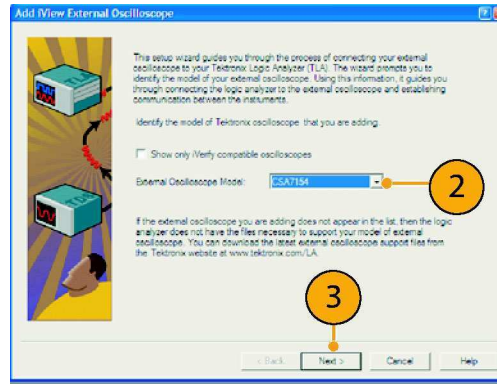 Add iView External Oscilloscope
This setup wizard guides you through the process of connecting your external
oscilloscope to your Tektronix Logic Analyzer (TLA). The wizard prompts you to
identify the model of your external oscilloscope. Using this information, it guides you
through connecting the logic analyzer to the external oscilloscope and establishing
communication between the instruments.
Identify the model of Tektronix oscilloscope that you are adding.
Show only iVerify compatible oscilloscopes
External Oscilloscope Model:
CSA7154
2
If the external oscilloscope you are adding does not appear in the list, then the logic
analyzer does not have the files necessary to support your model of external
oscilloscope. You can download the latest external oscilloscope support files from
the Tektronix website at www.tektronix.com/LA.
3
< Back
Next >
Cancel
Help
TDS